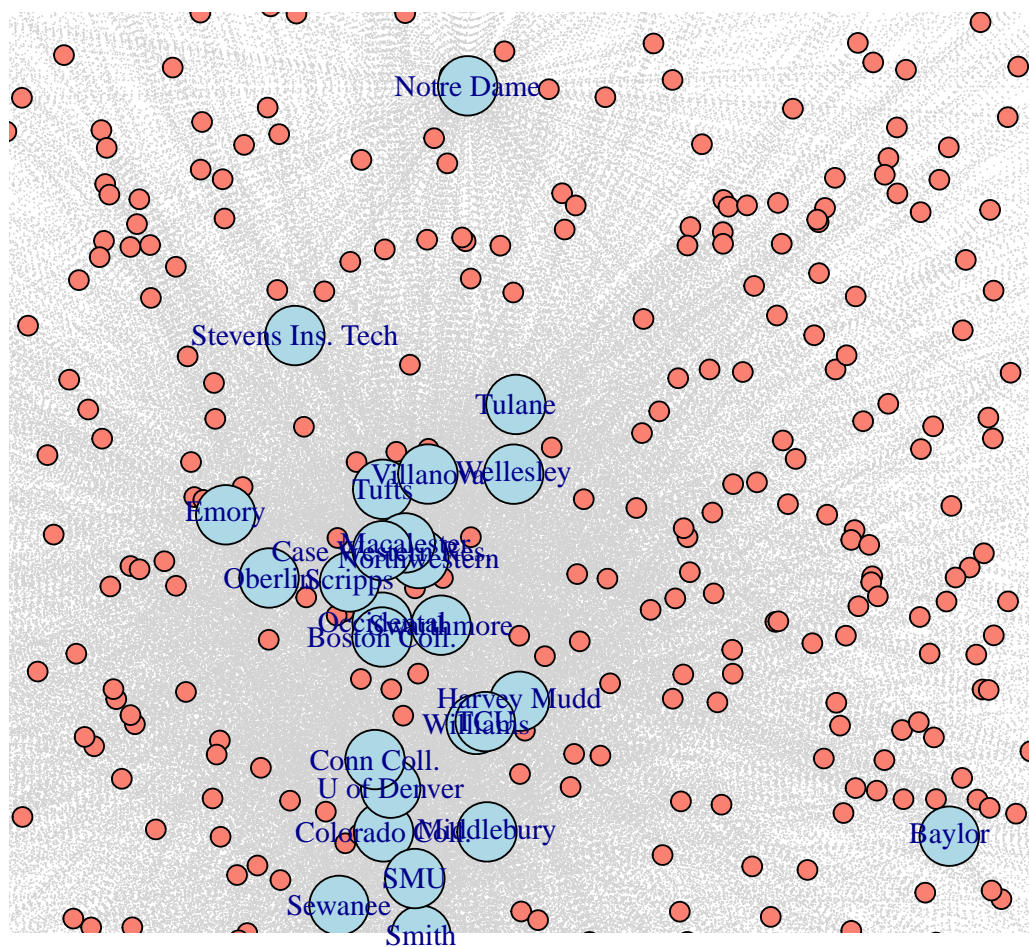 Notre Dame
Stevens Ins. Tech
Tulane
Villanova
Wellesley
Tufts
Emory
Macalester
Case Western Res.
Northwestern
Oberlin
Scripps
Occidental
Swarthmore
Boston Coll.
Harvey Mudd
TCU
Williams
Conn Coll.
U of Denver
Colorado Coll.
Middlebury
Baylor
SMU
Sewanee
Smith